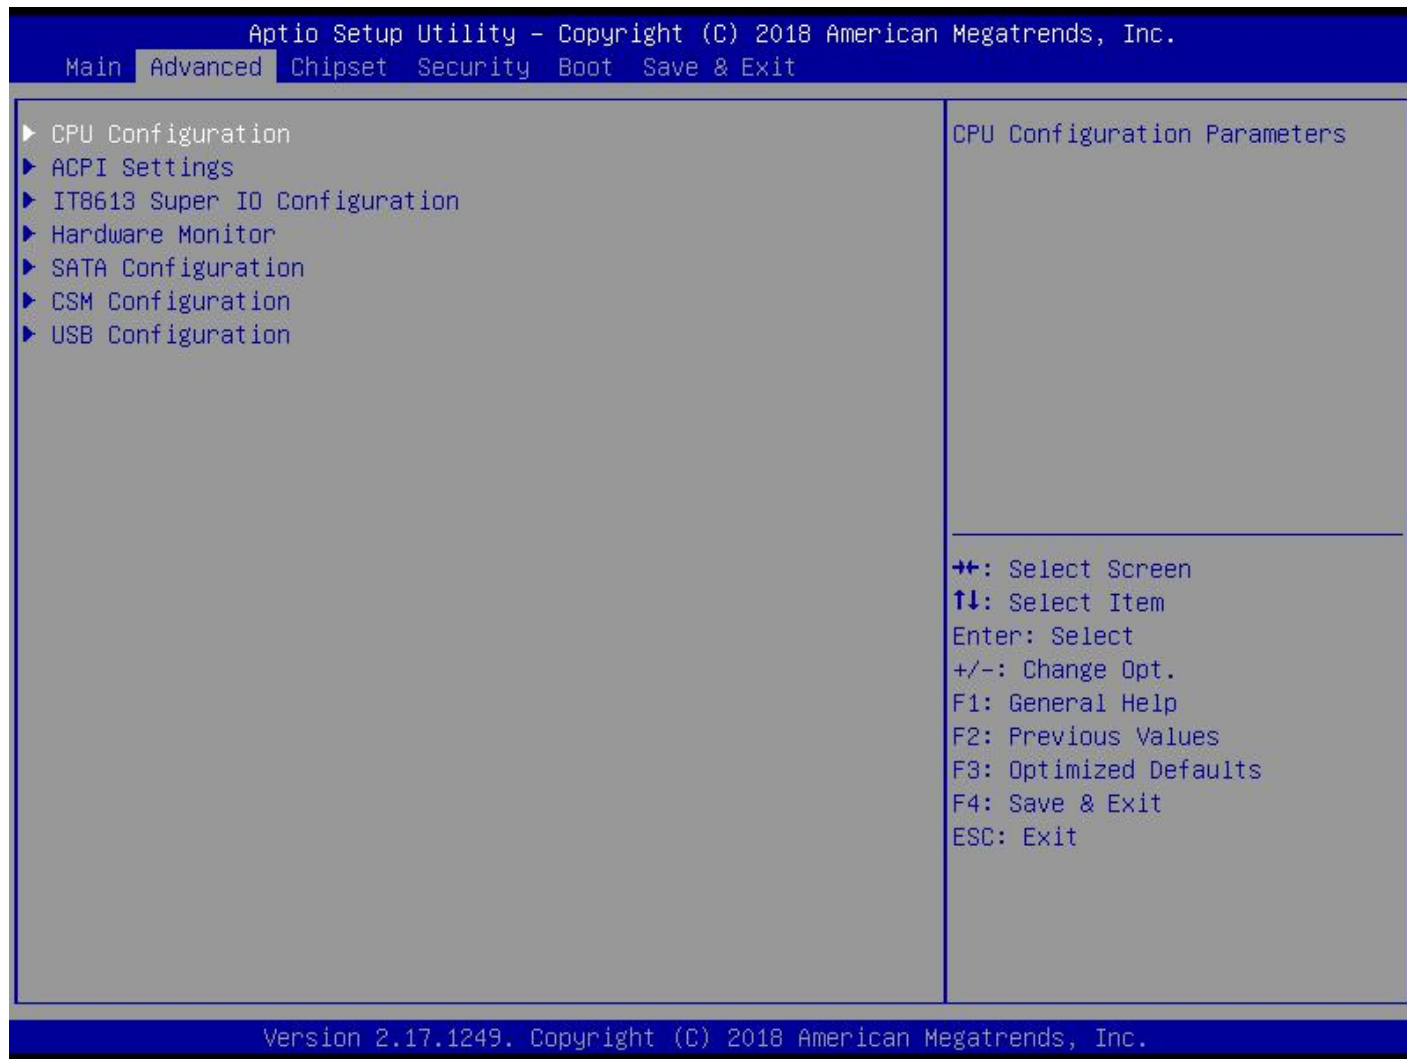 Aptio Setup Utility – Copyright (C) 2018 American Megatrends, Inc.
Main Advanced Chipset Security Boot Save & Exit
CPU Configuration
ACPI Settings
IT8613 Super IO Configuration
Hardware Monitor
SATA Configuration
CSM Configuration
USB Configuration
CPU Configuration Parameters
→←: Select Screen
↑↓: Select Item
Enter: Select
+/-: Change Opt.
F1: General Help
F2: Previous Values
F3: Optimized Defaults
F4: Save & Exit
ESC: Exit
Version 2.17.1249. Copyright (C) 2018 American Megatrends, Inc.